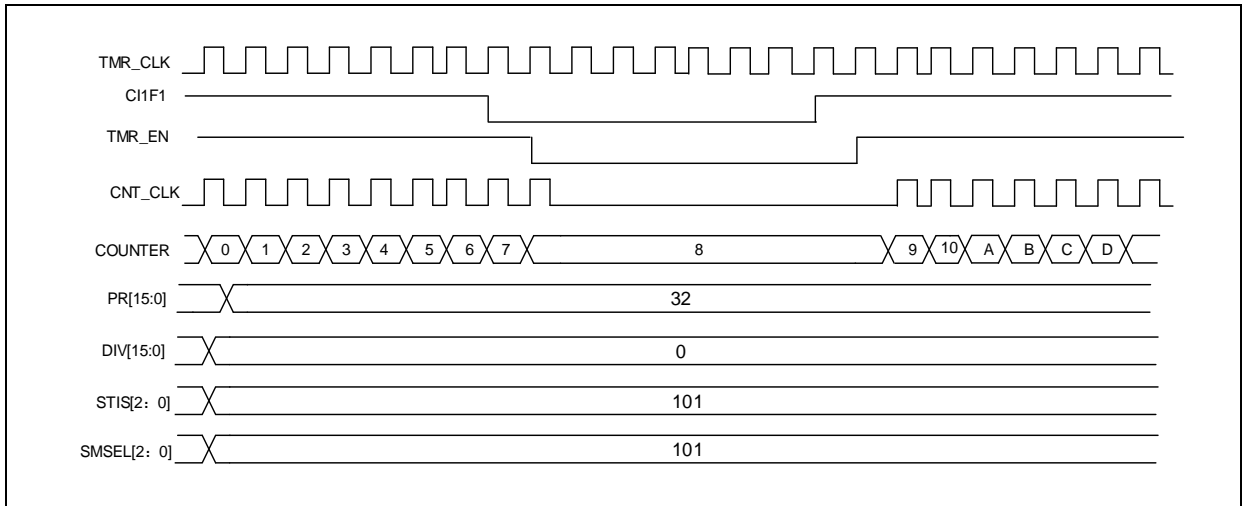 TMR_CLK
CI1F1
TMR_EN
CNT_CLK
COUNTER 0 1 2 3 4 5 6 7 8 9 10 A B C D
PR[15:0] 32
DIV[15:0] 0
STIS[2：0] 101
SMSEL[2：0] 101